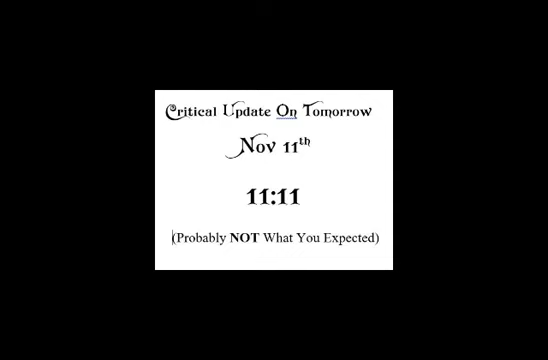 Critical Update On Tomorrow
Nov 11th
11:11
(Probably NOT What You Expected)